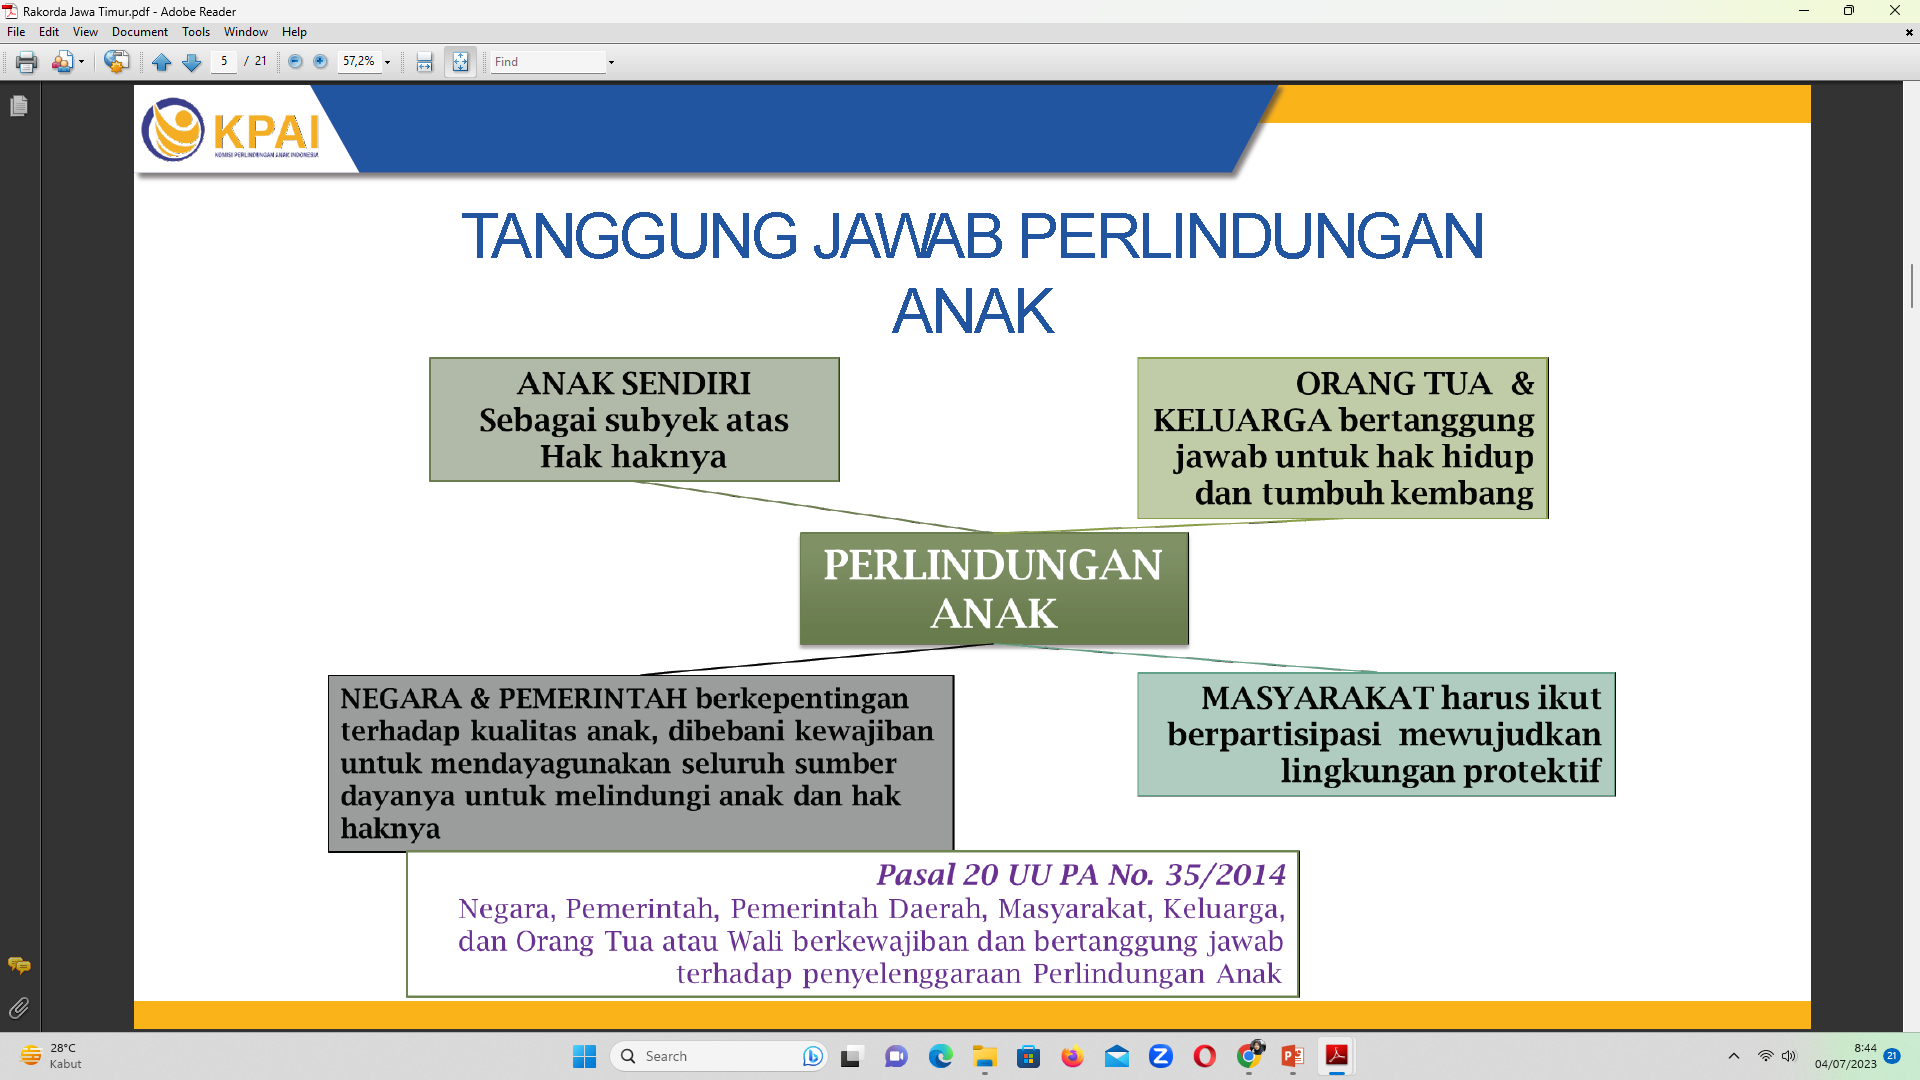 Rakorda Jawa Timur.pdf - Adobe Reader
File Edit View Document Tools Window Help
5 / 21 57,2% Find
KPAI
KOMISI PERLINDUNGAN ANAK INDONESIA
TANGGUNG JAWAB PERLINDUNGAN
ANAK
ANAK SENDIRI
Sebagai subyek atas
Hak haknya
ORANG TUA &
KELUARGA bertanggung
jawab untuk hak hidup
dan tumbuh kembang
PERLINDUNGAN
ANAK
NEGARA & PEMERINTAH berkepentingan
terhadap kualitas anak, dibebani kewajiban
untuk mendayagunakan seluruh sumber
dayanya untuk melindungi anak dan hak
haknya
MASYARAKAT harus ikut
berpartisipasi mewujudkan
lingkungan protektif
Pasal 20 UU PA No. 35/2014
Negara, Pemerintah, Pemerintah Daerah, Masyarakat, Keluarga,
dan Orang Tua atau Wali berkewajiban dan bertanggung jawab
terhadap penyelenggaraan Perlindungan Anak
28°C
Kabut
Search
8:44
04/07/2023
21